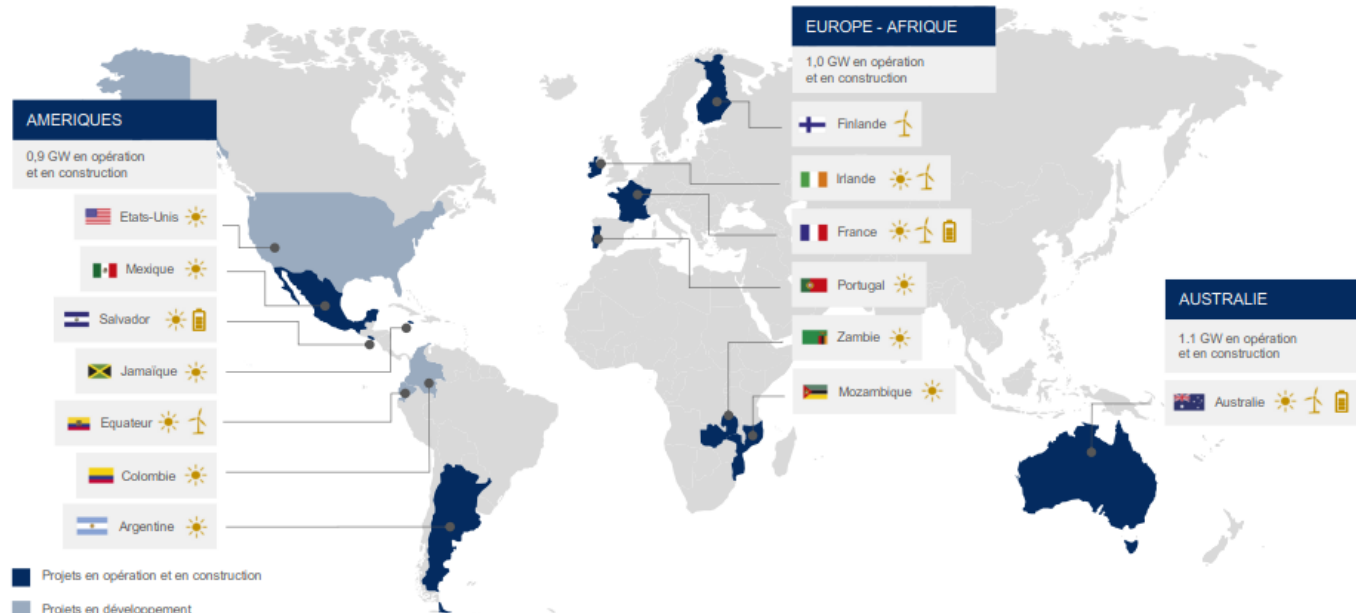 AMERIQUES
0,9 GW en opération
et en construction
Etats-Unis
Mexique
Salvador
Jamaïque
Equateur
Colombie
Argentine
Projets en opération et en construction
Projets en développement
EUROPE - AFRIQUE
1,0 GW en opération
et en construction
Finlande
Irlande
France
Portugal
Zambie
Mozambique
AUSTRALIE
1.1 GW en opération
et en construction
Australie